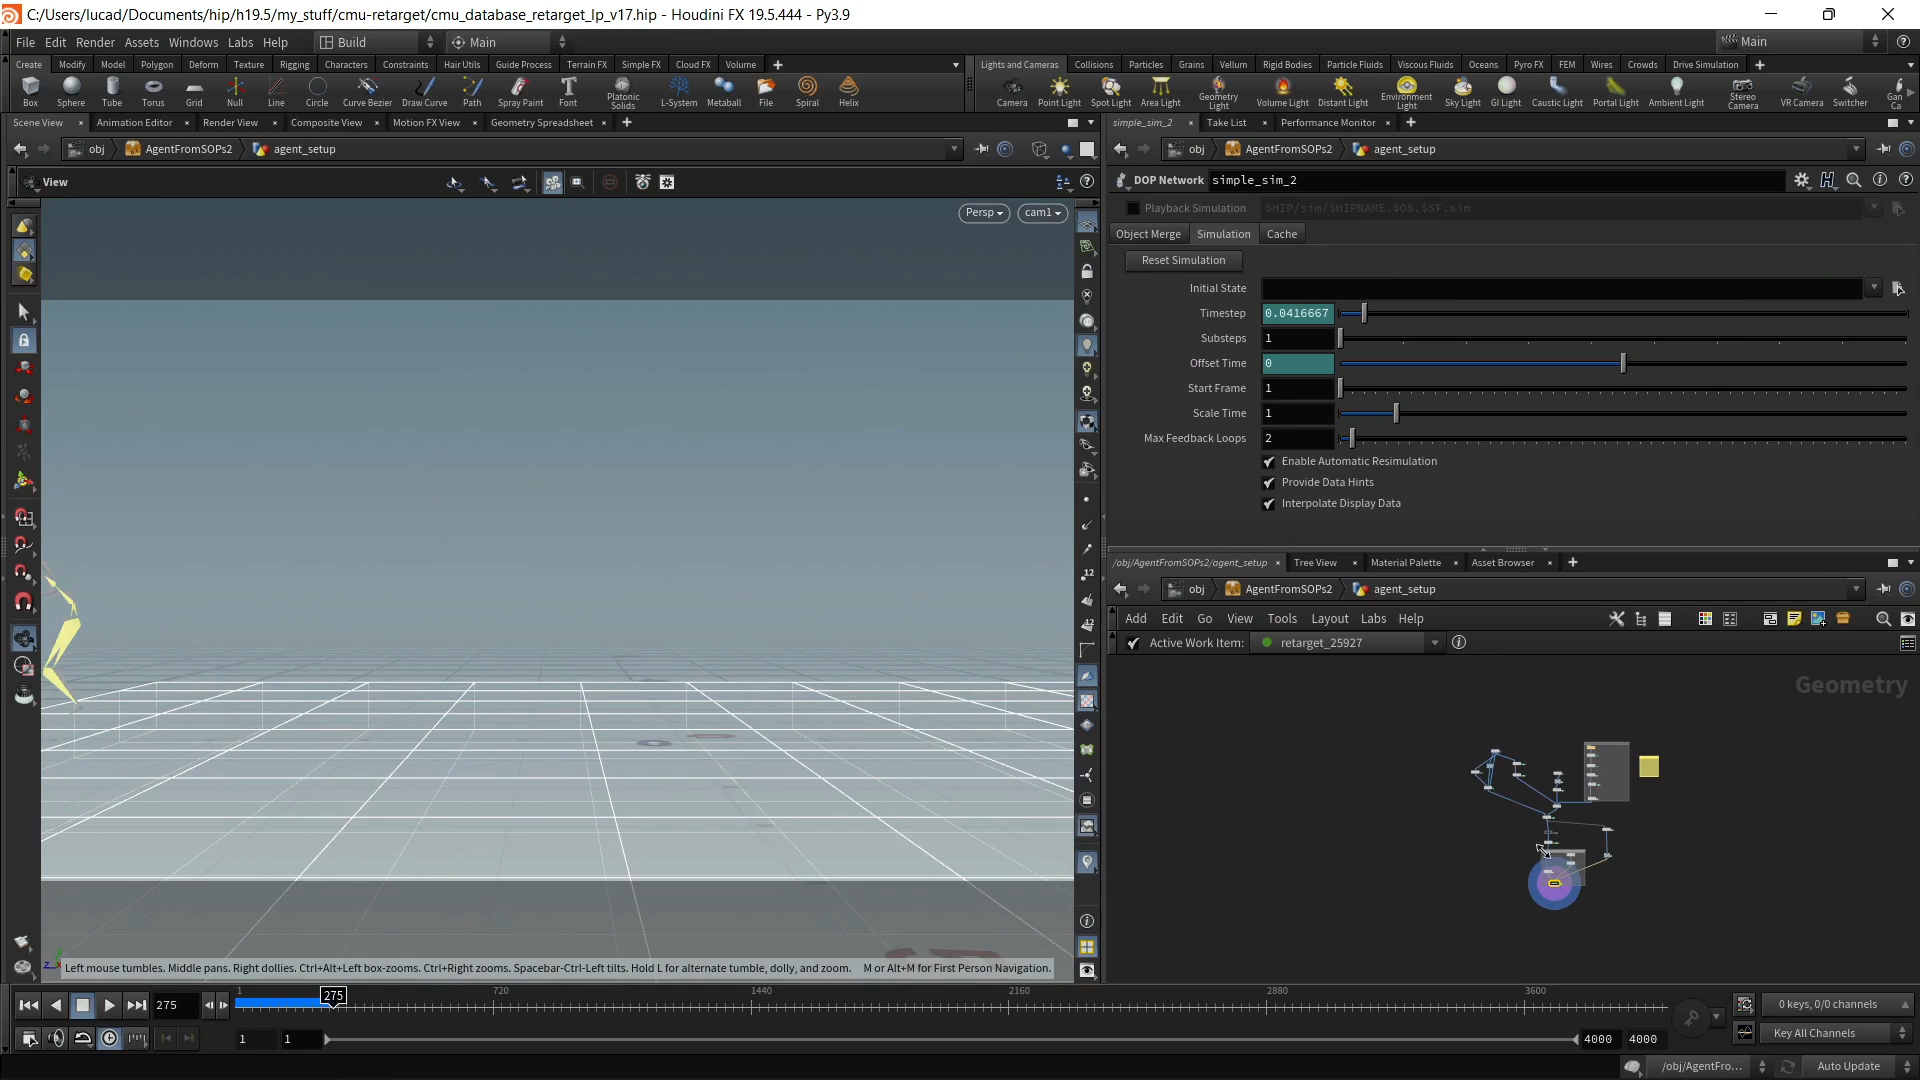 C:/Users/lucad/Documents/hip/h19.5/my_stuff/cmu-retarget/cmu_database_retarget_lp_v17.hip - Houdini FX 19.5.444 - Py3.9
File Edit Render Assets Windows Labs Help Build Main Main
Create Modify Model Polygon Deform Texture Rigging Characters Constraints Hair Utils Guide Process Terrain FX Simple FX Cloud FX Volume
Lights and Cameras Collisions Particles Grains Vellum Rigid Bodies Particle Fluids Viscous Fluids Oceans Pyro FX FEM Wires Crowds Drive Simulation
Box Sphere Tube Torus Grid Null Line Circle Curve Bezier Draw Curve Path Spray Paint Font Platonic Solids L-System Metaball File Spiral Helix
Camera Point Light Spot Light Area Light Geometry Light Volume Light Distant Light Environment Light Sky Light GI Light Caustic Light Portal Light Ambient Light Stereo Camera VR Camera Switcher Gan Ca
Scene View Animation Editor Render View Composite View Motion FX View Geometry Spreadsheet
obj AgentFromSOPs2 agent_setup
View
Persp cam1
simple_sim_2 Take List Performance Monitor
obj AgentFromSOPs2 agent_setup
DOP Network simple_sim_2
Playback Simulation $HIP/sim/$HIPNAME.$OS.$SF.sim
Object Merge Simulation Cache
Reset Simulation
Initial State
Timestep 0.0416667
Substeps 1
Offset Time 0
Start Frame 1
Scale Time 1
Max Feedback Loops 2
Enable Automatic Resimulation
Provide Data Hints
Interpolate Display Data
/obj/AgentFromSOPs2/agent_setup Tree View Material Palette Asset Browser
obj AgentFromSOPs2 agent_setup
Add Edit Go View Tools Layout Labs Help
Active Work Item: retarget_25927
Geometry
12
12
z x
Left mouse tumbles. Middle pans. Right dollies. Ctrl+Alt+Left box-zooms. Ctrl+Right zooms. Spacebar-Ctrl-Left tilts. Hold L for alternate tumble, dolly, and zoom. M or Alt+M for First Person Navigation.
275 1 275 720 1440 2160 2880 3600
0 keys, 0/0 channels
1 1 4000 4000
Key All Channels
/obj/AgentFro... Auto Update